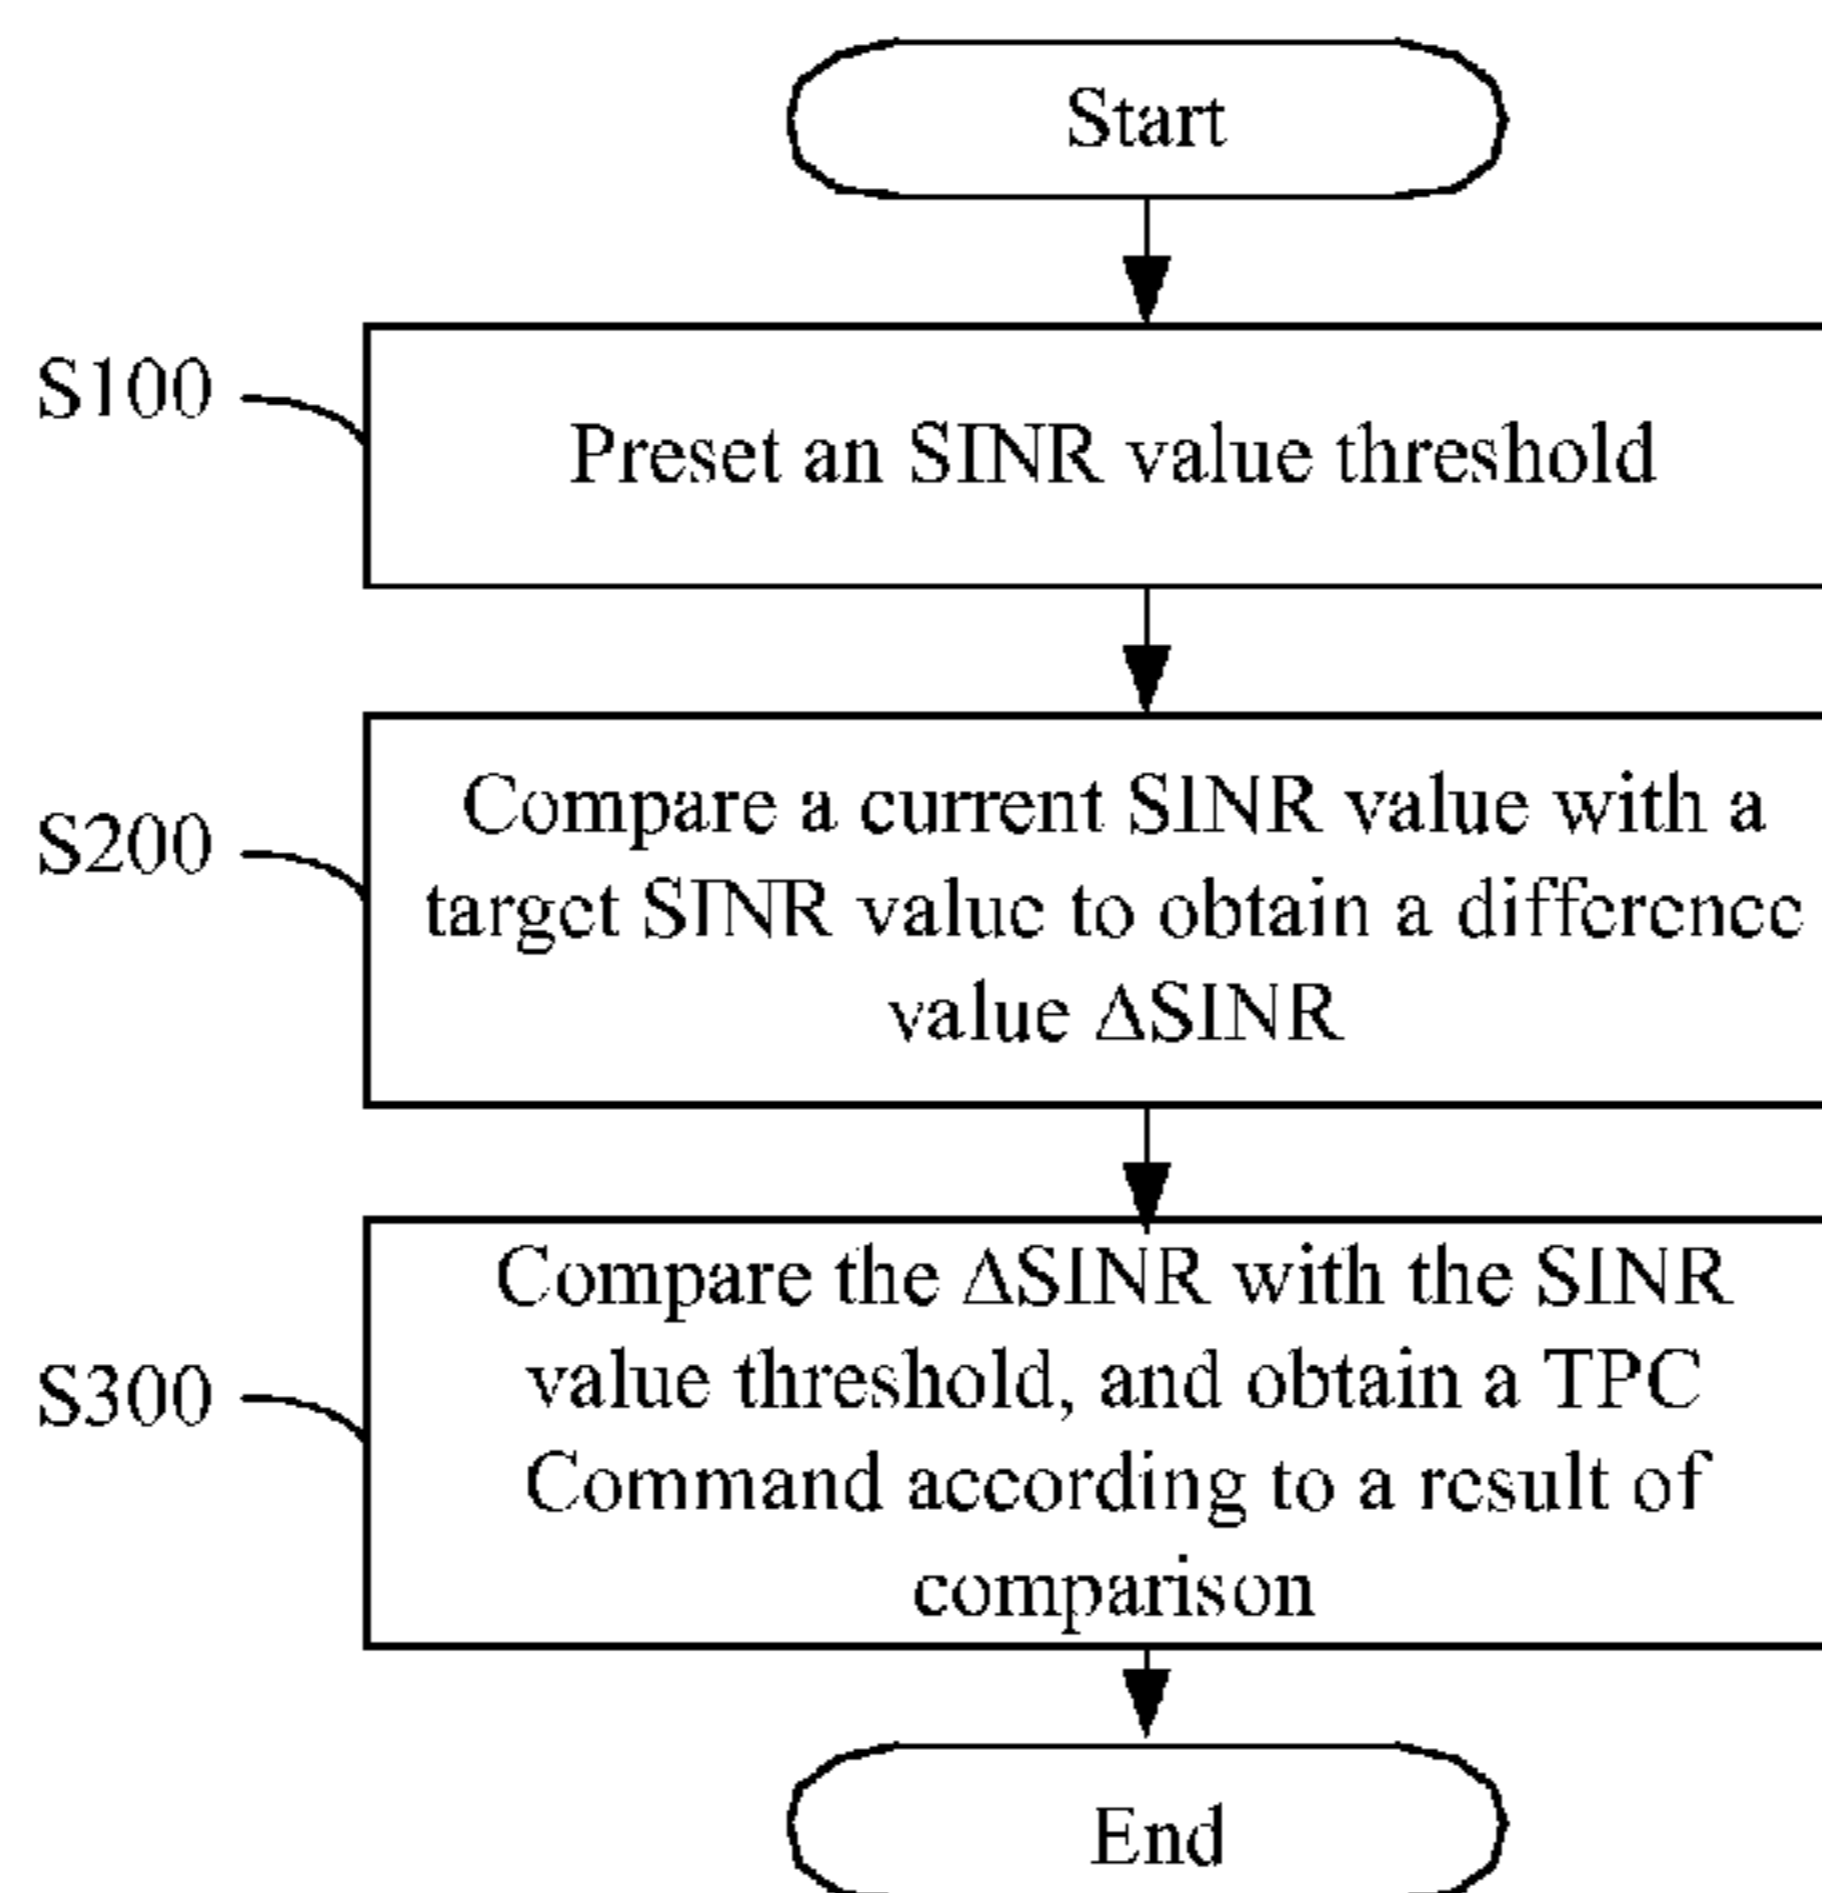 Start
S100
Preset an SINR value threshold
S200
Compare a current SINR value with a
target SINR value to obtain a difference
value ΔSINR
S300
Compare the ΔSINR with the SINR
value threshold, and obtain a TPC
Command according to a result of
comparison
End